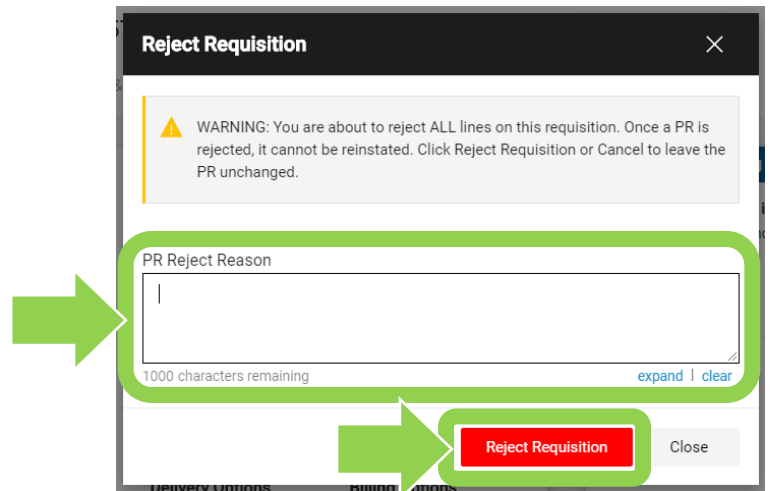 Reject Requisition
WARNING: You are about to reject ALL lines on this requisition. Once a PR is
rejected, it cannot be reinstated. Click Reject Requisition or Cancel to leave the
PR unchanged.
PR Reject Reason
1000 characters remaining
expand | clear
Reject Requisition
Close
Delivery Options